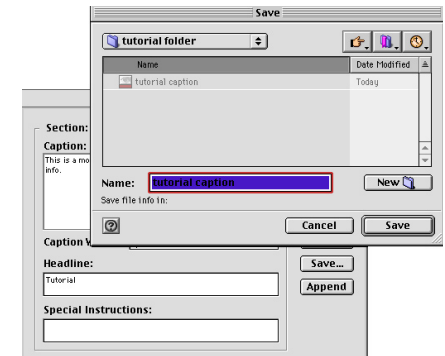 Save
tutorial folder
Name
Date Modified
tutorial caption
Today
Name: tutorial caption
New
Save file info in:
Cancel
Save
Section:
Caption:
This is a mo
info.
Caption W
Headline:
Tutorial
Save...
Append
Special Instructions: